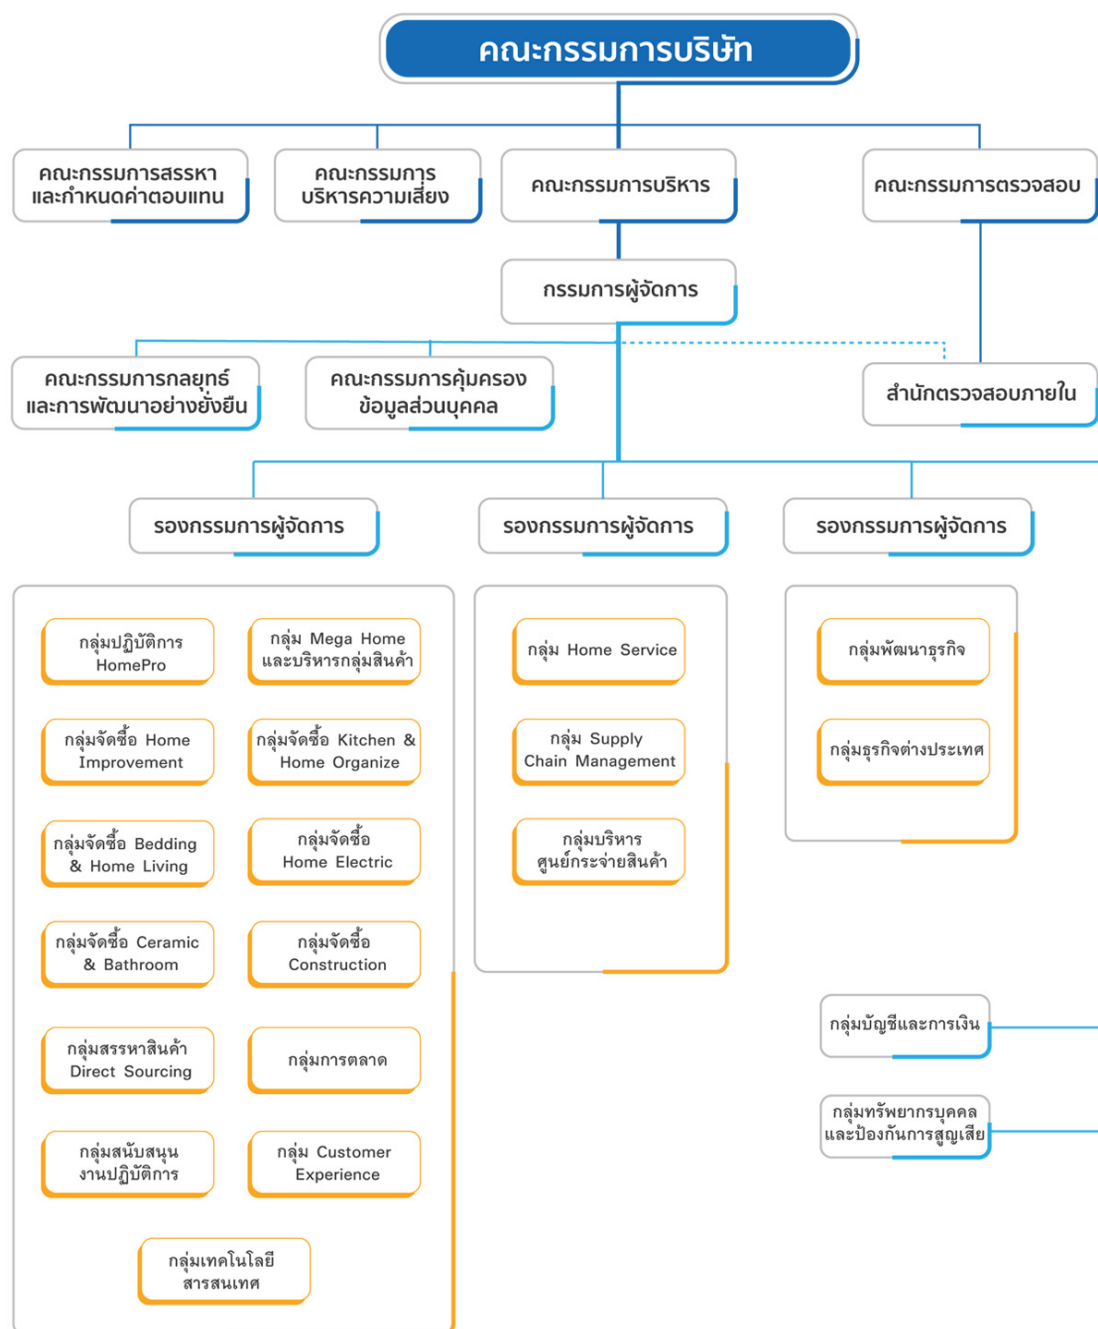 คณะกรรมการบริษัท
คณะกรรมการสรรหา
และกำหนดค่าตอบแทน
คณะกรรมการ
บริหารความเสี่ยง
คณะกรรมการบริหาร
คณะกรรมการตรวจสอบ
กรรมการผู้จัดการ
คณะกรรมการกลยุทธ์
และการพัฒนาอย่างยั่งยืน
คณะกรรมการคุ้มครอง
ข้อมูลส่วนบุคคล
สำนักตรวจสอบภายใน
รองกรรมการผู้จัดการ
รองกรรมการผู้จัดการ
รองกรรมการผู้จัดการ
กลุ่มปฏิบัติการ
HomePro
กลุ่ม Mega Home
และบริหารกลุ่มสินค้า
กลุ่มจัดซื้อ Home
Improvement
กลุ่มจัดซื้อ Kitchen &
Home Organize
กลุ่มจัดซื้อ Bedding
& Home Living
กลุ่มจัดซื้อ
Home Electric
กลุ่มจัดซื้อ Ceramic
& Bathroom
กลุ่มจัดซื้อ
Construction
กลุ่มสรรหาสินค้า
Direct Sourcing
กลุ่มการตลาด
กลุ่มสนับสนุน
งานปฏิบัติการ
กลุ่ม Customer
Experience
กลุ่มเทคโนโลยี
สารสนเทศ
กลุ่ม Home Service
กลุ่ม Supply
Chain Management
กลุ่มบริหาร
ศูนย์กระจ่ายสินค้า
กลุ่มพัฒนาธุรกิจ
กลุ่มธุรกิจต่างประเทศ
กลุ่มบัญชีและการเงิน
กลุ่มทรัพยากรบุคคล
และป้องกันการสูญเสีย